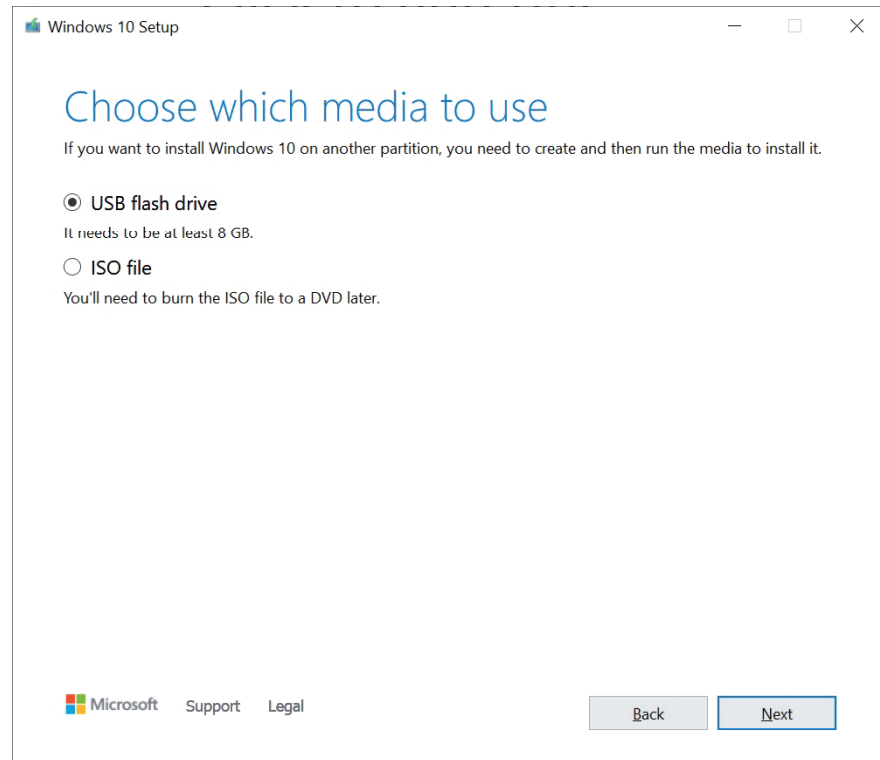 Windows 10 Setup
Choose which media to use
If you want to install Windows 10 on another partition, you need to create and then run the media to install it.
USB flash drive
It needs to be at least 8 GB.
ISO file
You'll need to burn the ISO file to a DVD later.
Microsoft Support Legal Back Next